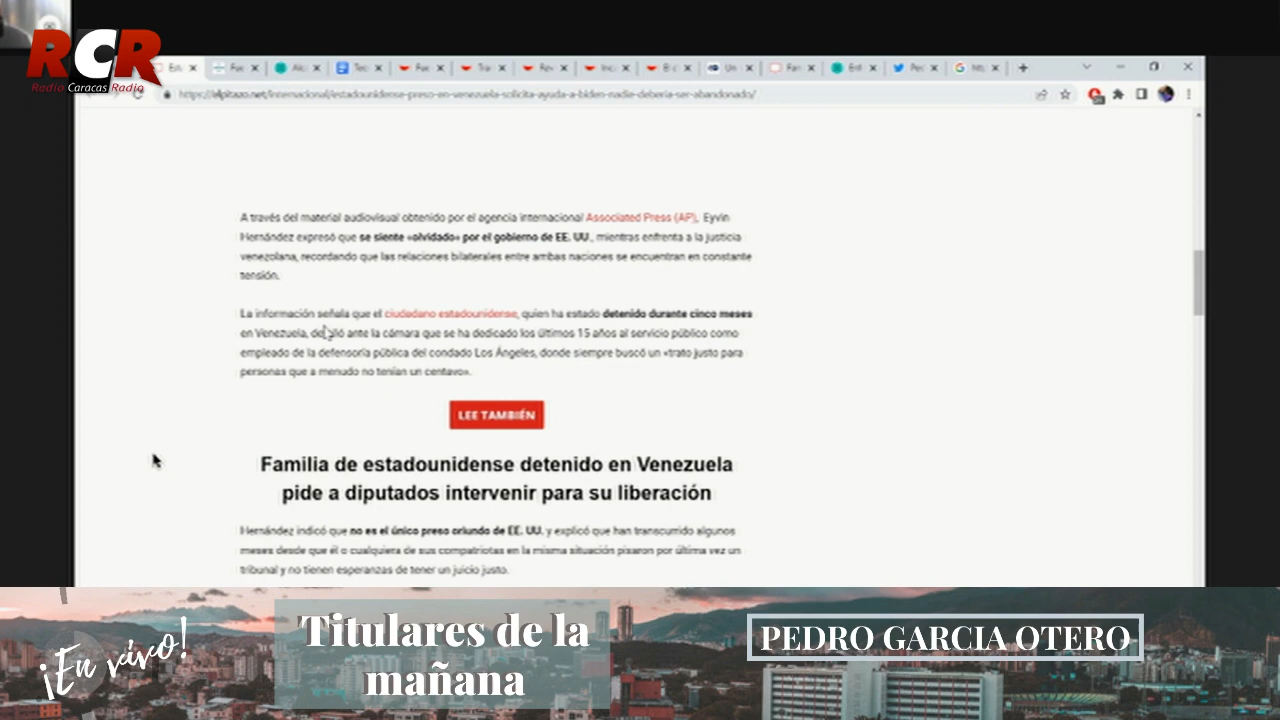 RCR
Radio Caracas Radio
https://elpitazo.net/internacional/estadounidense-preso-en-venezuela-solicita-ayuda-a-biden-nadie-deberia-ser-abandonado/
A través del material audiovisual obtenido por el agencia internacional Associated Press (AP), Eyvin
Hernández expresó que se siente «olvidado» por el gobierno de EE. UU., mientras enfrenta a la justicia
venezolana, recordando que las relaciones bilaterales entre ambas naciones se encuentran en constante
tensión.
La información señala que el ciudadano estadounidense, quien ha estado detenido durante cinco meses
en Venezuela, detalló ante la cámara que se ha dedicado los últimos 15 años al servicio público como
empleado de la defensoría pública del condado Los Ángeles, donde siempre buscó un «trato justo para
personas que a menudo no tenían un centavo».
LEE TAMBIÉN
Familia de estadounidense detenido en Venezuela
pide a diputados intervenir para su liberación
Hernández indicó que no es el único preso oriundo de EE. UU. y explicó que han transcurrido algunos
meses desde que él o cualquiera de sus compatriotas en la misma situación pisaron por última vez un
tribunal y no tienen esperanzas de tener un juicio justo.
¡En vivo!
Titulares de la
mañana
PEDRO GARCIA OTERO